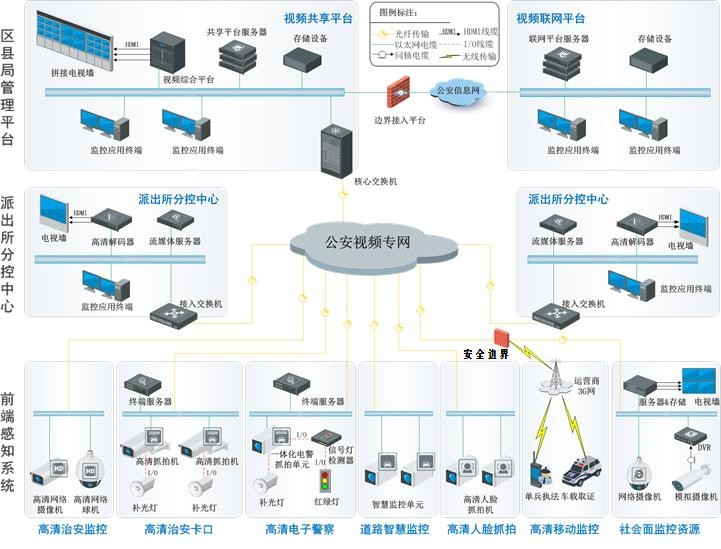 区县局管理平台
视频共享平台
拼接电视墙
HDMI
视频综合平台
共享平台服务器
存储设备
监控应用终端
监控应用终端
核心交换机
图例标注:
光纤传输
HDMI线缆
以太网电缆
I/O线缆
同轴电缆
无线传输
边界接入平台
公安信息网
视频联网平台
联网平台服务器
存储设备
监控应用终端
监控应用终端
派出所分控中心
派出所分控中心
电视墙
HDMI
高清解码器
流媒体服务器
监控应用终端
接入交换机
公安视频专网
派出所分控中心
流媒体服务器
高清解码器
HDMI
电视墙
监控应用终端
接入交换机
安全边界
前端感知系统
高清网络
摄像机
高清网络
球机
高清治安监控
终端服务器
高清抓拍机
高清抓拍机
I/O
I/O
补光灯
补光灯
高清治安卡口
终端服务器
I/O
一体化电警
抓拍单元
信号灯
检测器
I/O
I/O
补光灯
红绿灯
高清电子警察
智慧监控单元
道路智慧监控
高清人脸
抓拍机
高清人脸抓拍
运营商
3G网
单兵执法
车载取证
高清移动监控
服务器&存储
电视墙
DVR
网络摄像机
模拟摄像机
社会面监控资源